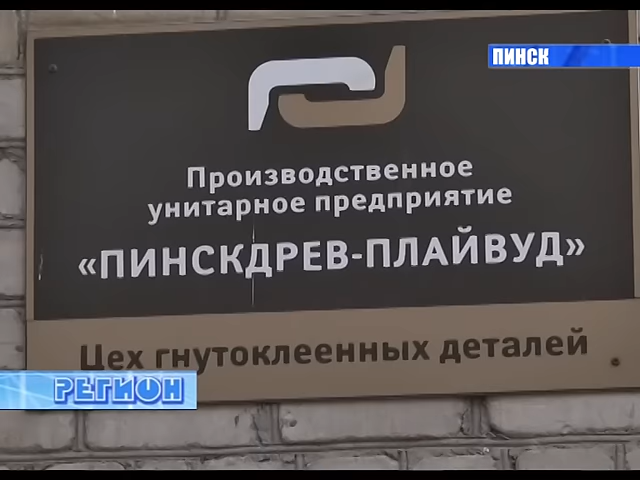 ПИНСК
Производственное
унитарное предприятие
«ПИНСКДРЕВ-ПЛАЙВУД»
Цех гнутоклеенных деталей
РЕГИОН